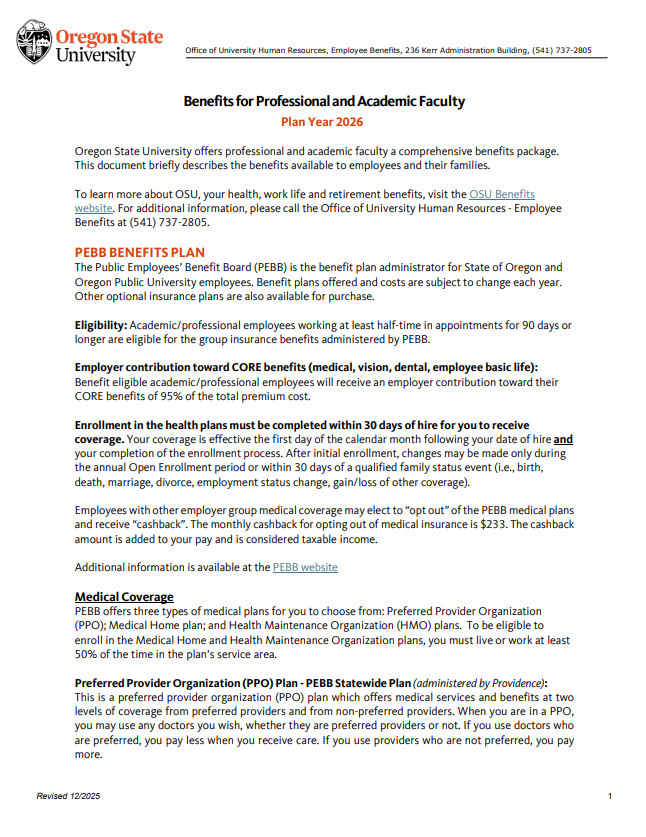 Oregon State
University
Office of University Human Resources, Employee Benefits, 236 Kerr Administration Building, (541) 737-2805
Benefits for Professional and Academic Faculty
Plan Year 2026
Oregon State University offers professional and academic faculty a comprehensive benefits package.
This document briefly describes the benefits available to employees and their families.
To learn more about OSU, your health, work life and retirement benefits, visit the OSU Benefits
website. For additional information, please call the Office of University Human Resources - Employee
Benefits at (541) 737-2805.
PEBB BENEFITS PLAN
The Public Employees' Benefit Board (PEBB) is the benefit plan administrator for State of Oregon and
Oregon Public University employees. Benefit plans offered and costs are subject to change each year.
Other optional insurance plans are also available for purchase.
Eligibility: Academic/professional employees working at least half-time in appointments for 90 days or
longer are eligible for the group insurance benefits administered by PEBB.
Employer contribution toward CORE benefits (medical, vision, dental, employee basic life):
Benefit eligible academic/professional employees will receive an employer contribution toward their
CORE benefits of 95% of the total premium cost.
Enrollment in the health plans must be completed within 30 days of hire for you to receive
coverage. Your coverage is effective the first day of the calendar month following your date of hire and
your completion of the enrollment process. After initial enrollment, changes may be made only during
the annual Open Enrollment period or within 30 days of a qualified family status event (i.e., birth,
death, marriage, divorce, employment status change, gain/loss of other coverage).
Employees with other employer group medical coverage may elect to "opt out" of the PEBB medical plans
and receive "cashback". The monthly cashback for opting out of medical insurance is $233. The cashback
amount is added to your pay and is considered taxable income.
Additional information is available at the PEBB website
Medical Coverage
PEBB offers three types of medical plans for you to choose from: Preferred Provider Organization
(PPO); Medical Home plan; and Health Maintenance Organization (HMO) plans. To be eligible to
enroll in the Medical Home and Health Maintenance Organization plans, you must live or work at least
50% of the time in the plan's service area.
Preferred Provider Organization (PPO) Plan - PEBB Statewide Plan (administered by Providence):
This is a preferred provider organization (PPO) plan which offers medical services and benefits at two
levels of coverage from preferred providers and from non-preferred providers. When you are in a PPO,
you may use any doctors you wish, whether they are preferred providers or not. If you use doctors who
are preferred, you pay less when you receive care. If you use providers who are not preferred, you pay
more.
Revised 12/2025
1